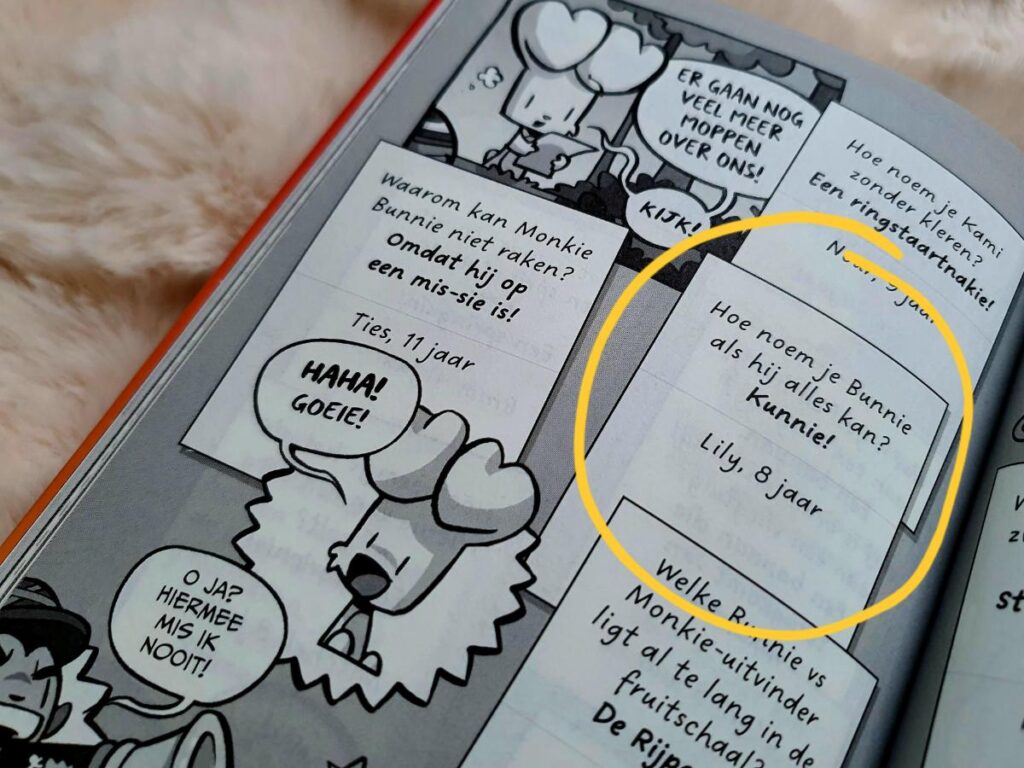 ER GAAN NOG
VEEL MEER
MOPPEN
OVER ONS!
KIJK!
Waarom kan Monkie
Bunnie niet raken?
Omdat hij op
een mis-sie is!
Ties, 11 jaar
Hoe noem je Kami
zonder kleren?
Een ringstaartnakie!
jaar
HAHA!
GOEIE!
Hoe noem je Bunnie
als hij alles kan?
Kunnie!
Lily, 8 jaar
O JA?
HIERMEE
MIS IK
NOOIT!
Welke Bunnie vs
Monkie-uitvinder
ligt al te lang in de
fruitschaal?
De